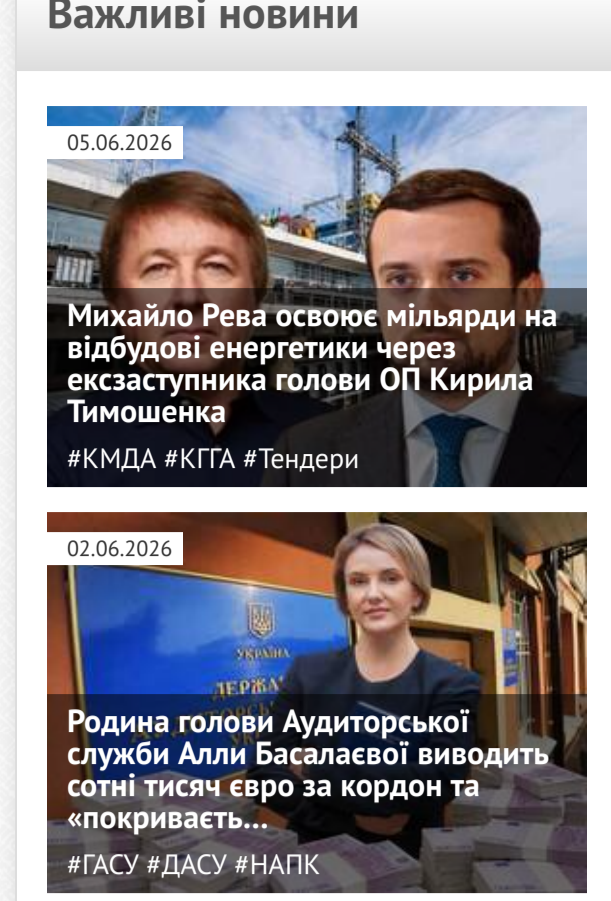 Важливі новини
05.06.2026
Михайло Рева освоює мільярди на
відбудові енергетики через
ексзаступника голови ОП Кирила
Тимошенка
#КМДА #КГГА #Тендери
02.06.2026
УКРАЇНА
ДЕРЖА
Родина голови Аудиторської
служби Алли Басалаєвої виводить
сотні тисяч євро за кордон та
«покриваєть...
#ГАСУ #ДАСУ #НАПК